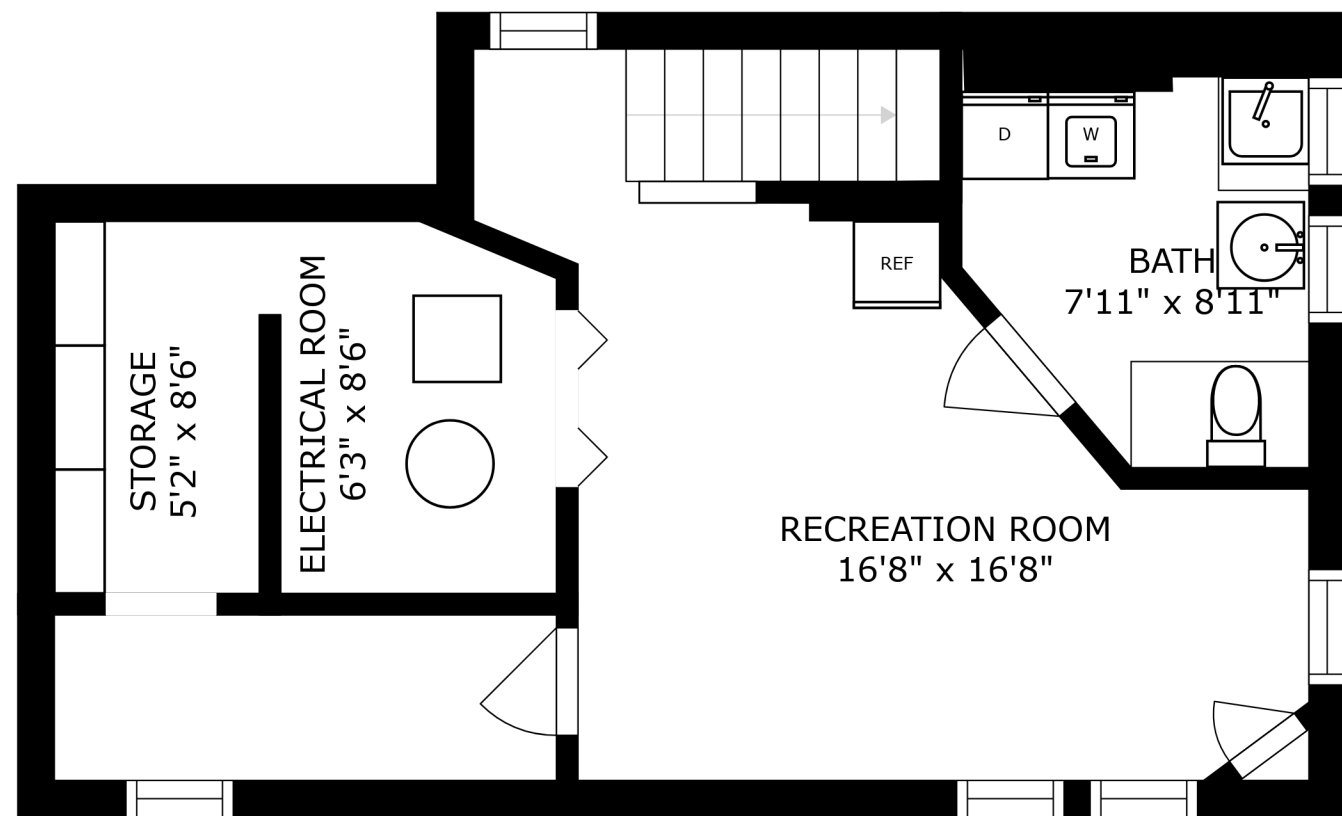 D
W
REF
BATH
7'11" x 8'11"
STORAGE
5'2" x 8'6"
ELECTRICAL ROOM
6'3" x 8'6"
RECREATION ROOM
16'8" x 16'8"